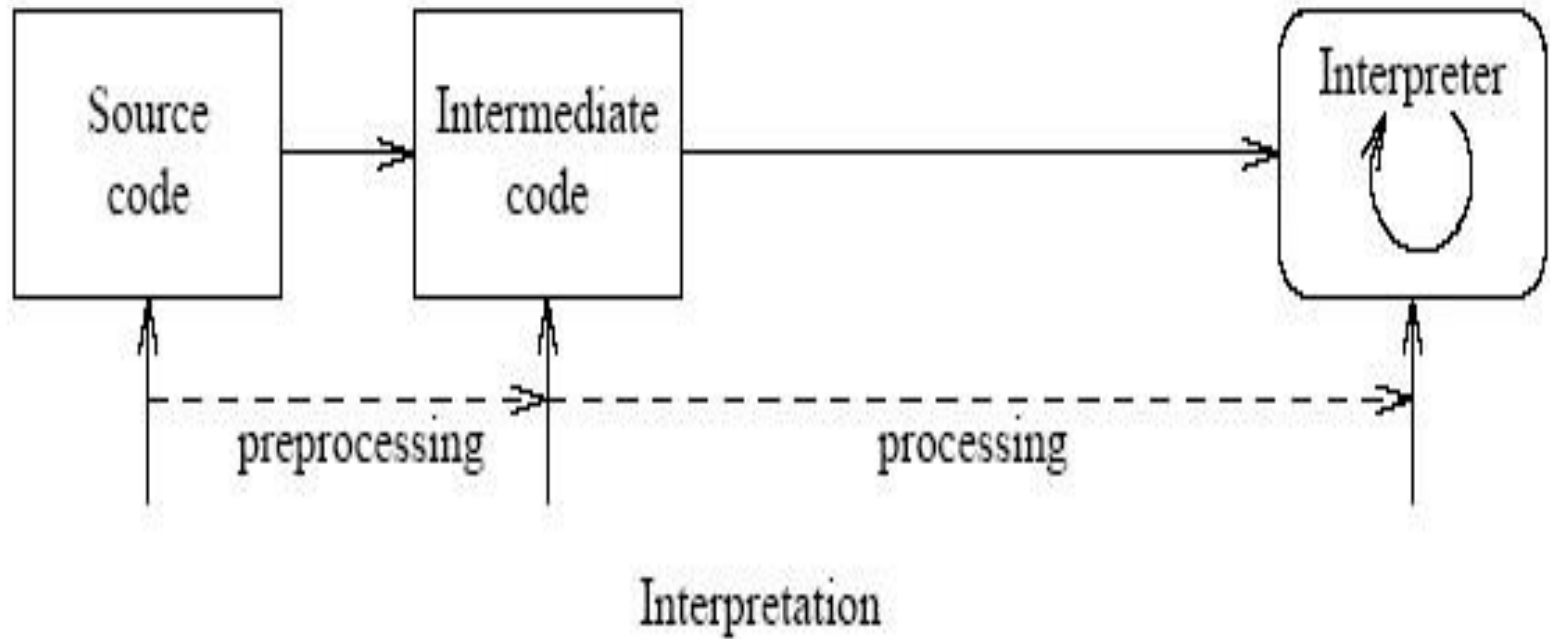 Source
code
Intermediate
code
Interpreter
preprocessing
processing
Interpretation